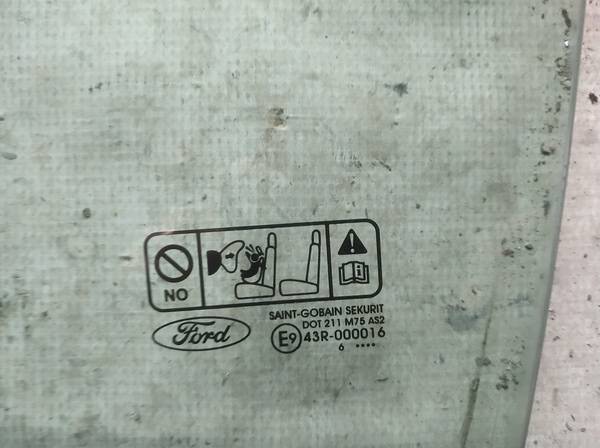 NO
Ford
SAINT-GOBAIN SEKURIT
DOT 211 M75 AS2
E9 43R-000016
6 ....